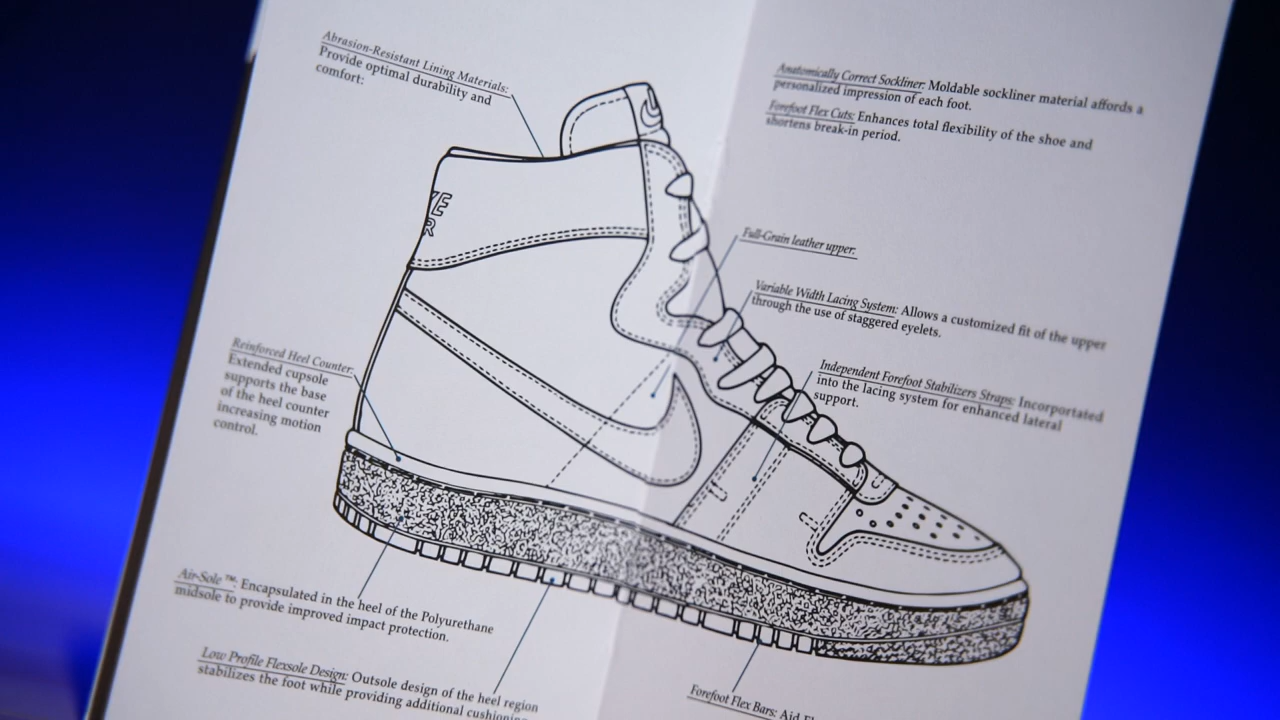 Abrasion-Resistant Lining Materials:
Provide optimal durability and
comfort:
Anatomically Correct Sockliner: Moldable sockliner material affords a
personalized impression of each foot.
Forefoot Flex Cuts: Enhances total flexibility of the shoe and
shortens break-in period.
KE
R
Full-Grain leather upper:
Variable Width Lacing System: Allows a customized fit of the upper
through the use of staggered eyelets.
Independent Forefoot Stabilizers Straps: Incorportated
into the lacing system for enhanced lateral
support.
Reinforced Heel Counter:
Extended cupsole
supports the base
of the heel counter
increasing motion
control.
Air-Sole ™: Encapsulated in the heel of the Polyurethane
midsole to provide improved impact protection.
Low Profile Flexsole Design: Outsole design of the heel region
stabilizes the foot while providing additional cushioning
Forefoot Flex Bars: Aid